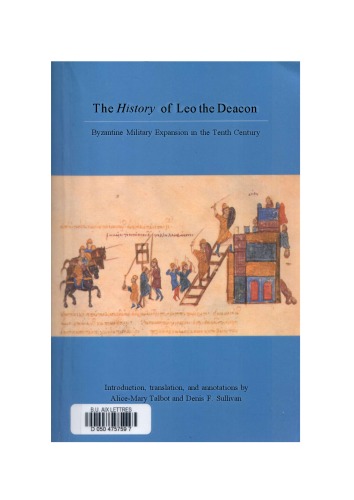 The History of Leo the Deacon
Byzantine Military Expansion in the Tenth Century
Introduction, translation, and annotations by
Alice-Mary Talbot and Denis F. Sullivan
B.U. AIX LETTRES
D 050 475759 7